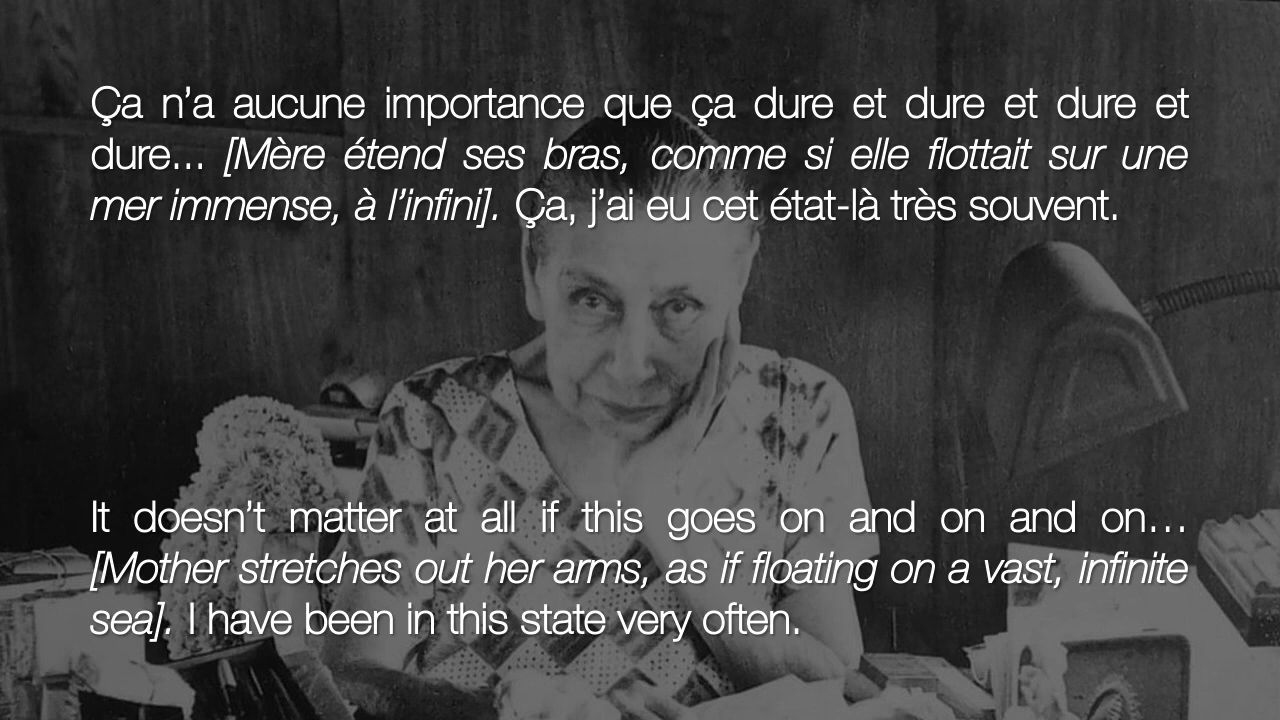 Ça n’a aucune importance que ça dure et dure et dure et
dure... [Mère étend ses bras, comme si elle flottait sur une
mer immense, à l’infini]. Ça, j’ai eu cet état-là très souvent.
It doesn’t matter at all if this goes on and on and on…
[Mother stretches out her arms, as if floating on a vast, infinite
sea]. I have been in this state very often.